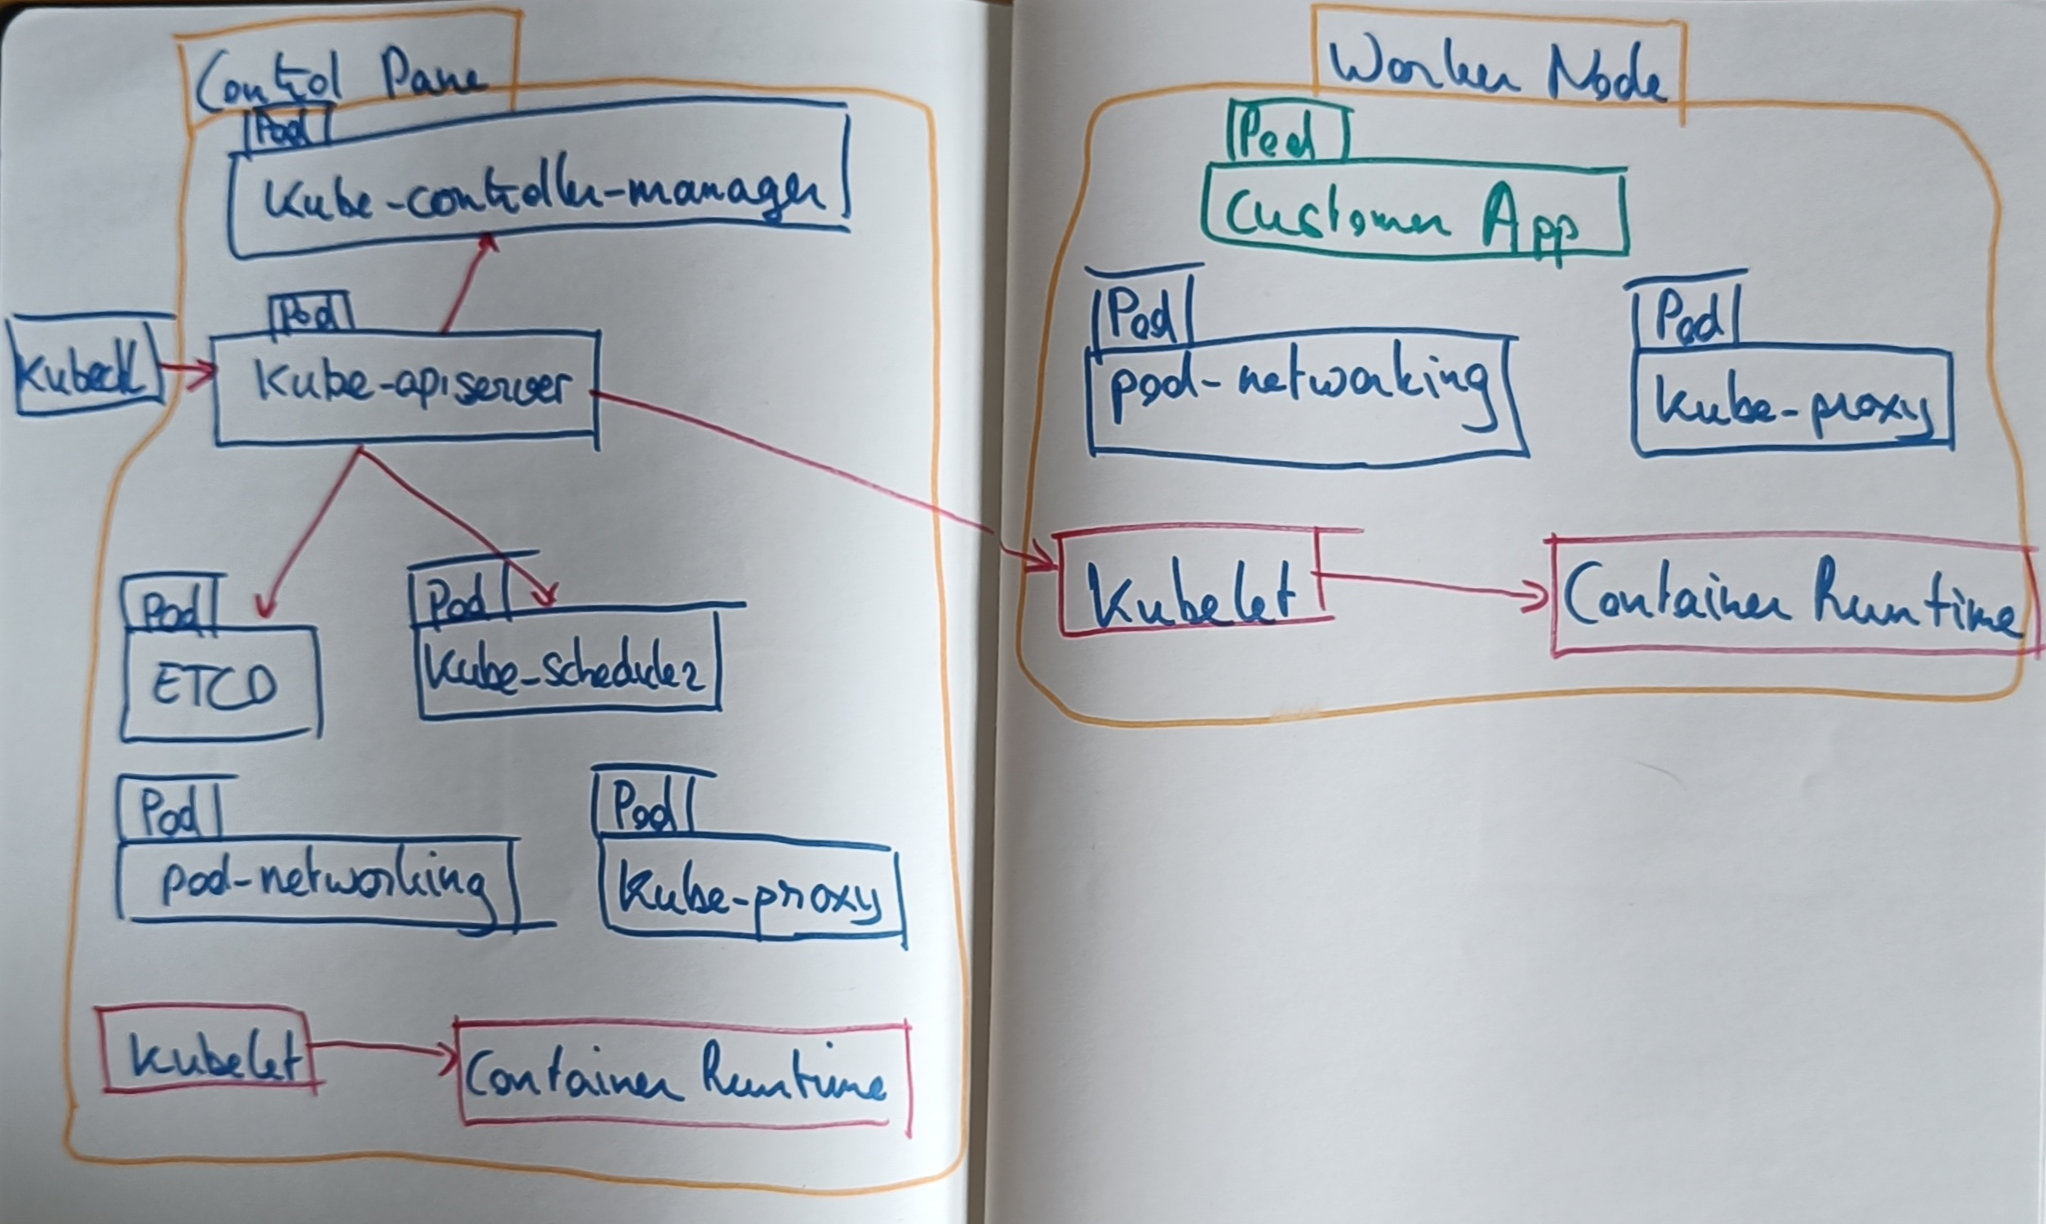 Control Pane
Pod
Kube-controller-manager
Pod
Kubectl
Kube-apiserver
Pod
ETCD
Pod
Kube-scheduler
Pod
pod-networking
Pod
Kube-proxy
Kubelet
Container Runtime
Worker Node
Pod
Customer App
Pod
pod-networking
Pod
Kube-proxy
Kubelet
Container Runtime